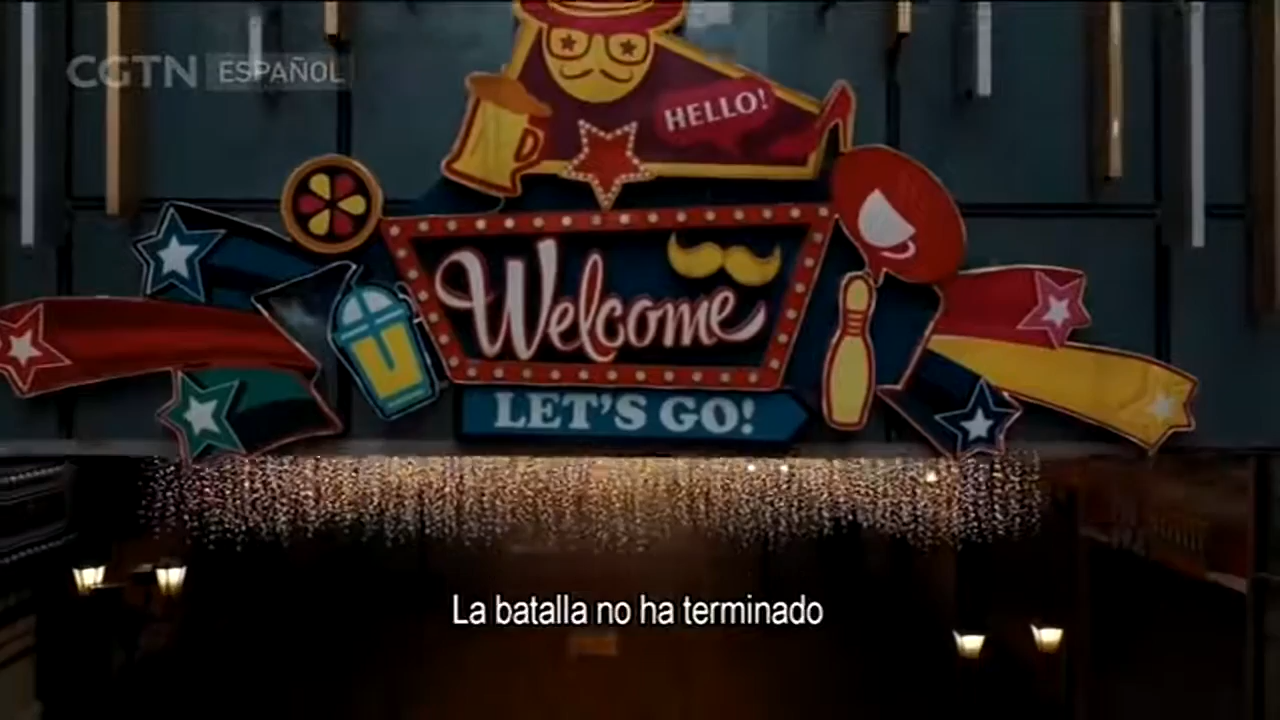 CGTN ESPAÑOL
HELLO!
Welcome
LET'S GO!
La batalla no ha terminado